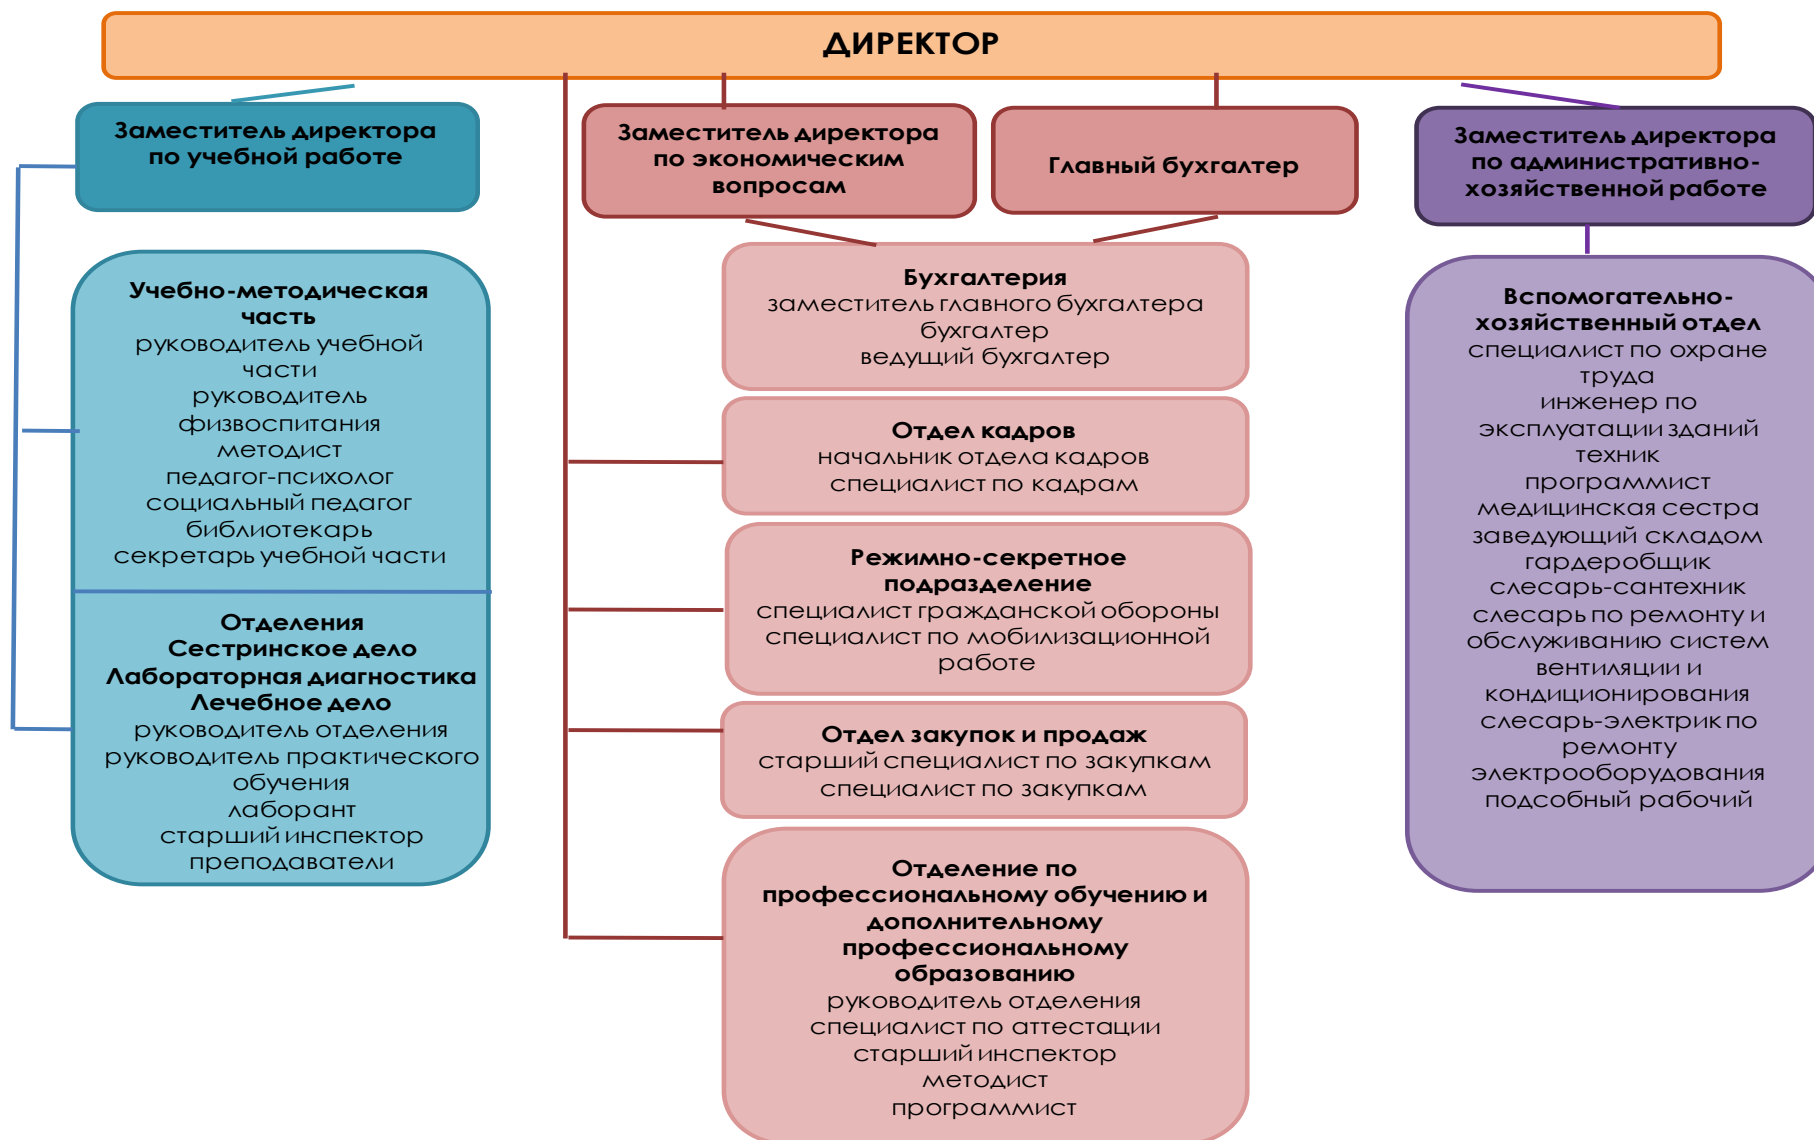 ДИРЕКТОР
Заместитель директора
по учебной работе
Заместитель директора
по экономическим
вопросам
Главный бухгалтер
Заместитель директора
по административно-
хозяйственной работе
Учебно-методическая
часть
руководитель учебной
части
руководитель
физвоспитания
методист
педагог-психолог
социальный педагог
библиотекарь
секретарь учебной части
Отделения
Сестринское дело
Лабораторная диагностика
Лечебное дело
руководитель отделения
руководитель практического
обучения
лаборант
старший инспектор
преподаватели
Бухгалтерия
заместитель главного бухгалтера
бухгалтер
ведущий бухгалтер
Отдел кадров
начальник отдела кадров
специалист по кадрам
Режимно-секретное
подразделение
специалист гражданской обороны
специалист по мобилизационной
работе
Отдел закупок и продаж
старший специалист по закупкам
специалист по закупкам
Отделение по
профессиональному обучению и
дополнительному
профессиональному
образованию
руководитель отделения
специалист по аттестации
старший инспектор
методист
программист
Вспомогательно-
хозяйственный отдел
специалист по охране
труда
инженер по
эксплуатации зданий
техник
программист
медицинская сестра
заведующий складом
гардеробщик
слесарь-сантехник
слесарь по ремонту и
обслуживанию систем
вентиляции и
кондиционирования
слесарь-электрик по
ремонту
электрооборудования
подсобный рабочий